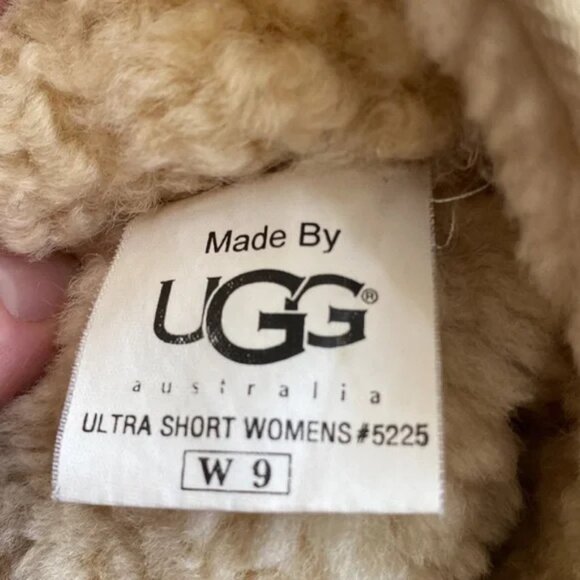 Made By
UGG®
australia
ULTRA SHORT WOMENS #5225
W 9